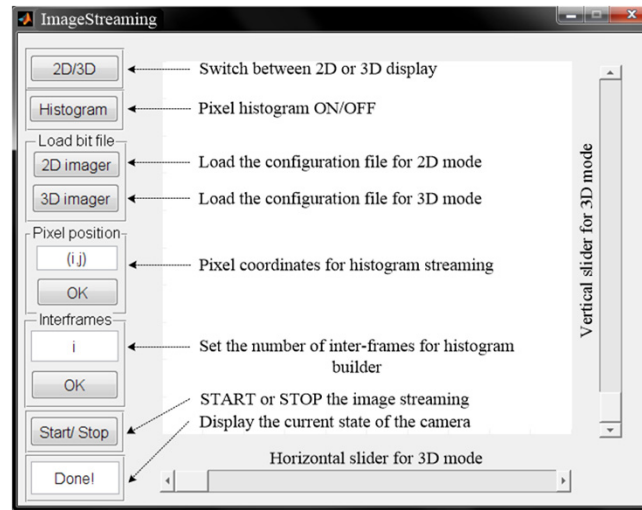 ImageStreaming
2D/3D
Switch between 2D or 3D display
Histogram
Pixel histogram ON/OFF
Load bit file
2D imager
Load the configuration file for 2D mode
3D imager
Load the configuration file for 3D mode
Pixel position
(i,j)
Pixel coordinates for histogram streaming
OK
Interframes
i
Set the number of inter-frames for histogram
builder
OK
START or STOP the image streaming
Start/ Stop
Display the current state of the camera
Done!
Horizontal slider for 3D mode
Vertical slider for 3D mode